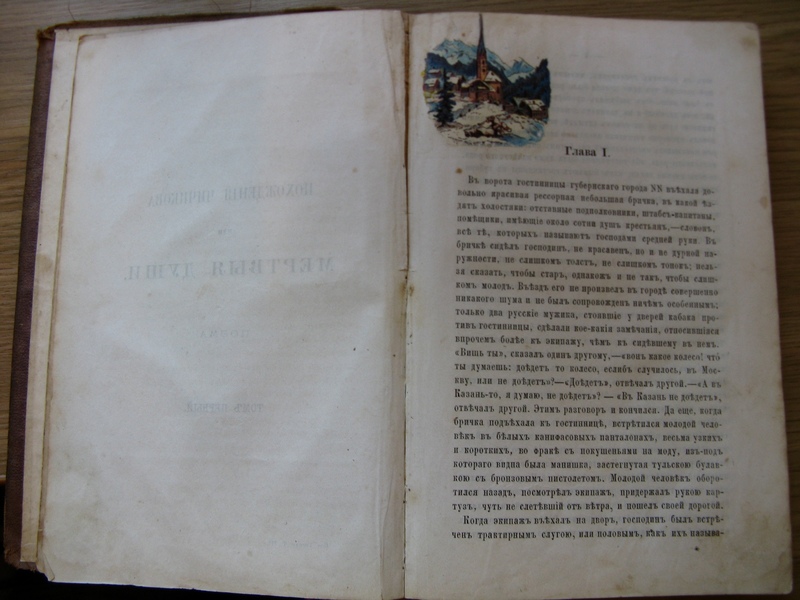 ПОХОЖДЕНІЯ ЧИЧИКОВА
ИЛИ
МЕРТВЫЯ ДУШИ.
ПОЭМА
ТОМЪ ПЕРВЫЙ.
Глава I.
Въ ворота гостинницы губернскаго города NN въѣхала до-
вольно красивая рессорная небольшая бричка, въ какой ѣз-
дятъ холостяки: отставные подполковники, штабсъ-капитаны,
помѣщики, имѣющіе около сотни душъ крестьянъ,—словомъ,
всѣ тѣ, которыхъ называютъ господами средней руки. Въ
бричкѣ сидѣлъ господинъ, не красавецъ, но и не дурной на-
ружности, не слишкомъ толстъ, не слишкомъ тонокъ; нель-
зя сказать, чтобы старъ, однакожъ и не такъ, чтобы слиш-
комъ молодъ. Въѣздъ его не произвелъ въ городѣ совершенно
никакого шума и не былъ сопровожденъ ничѣмъ особеннымъ;
только два русскіе мужика, стоявшіе у дверей кабака про-
тивъ гостинницы, сдѣлали кое-какія замѣчанія, относившіяся
впрочемъ болѣе къ экипажу, чѣмъ къ сидѣвшему въ немъ.
«Вишь ты», сказалъ одинъ другому,—«вонъ какое колесо! что
ты думаешь: доѣдетъ то колесо, еслибъ случилось, въ Мос-
кву, или не доѣдетъ»?—«Доѣдетъ», отвѣчалъ другой.—«А въ
Казань-то, я думаю, не доѣдетъ»? — «Въ Казань не доѣдетъ»,
отвѣчалъ другой. Этимъ разговоръ и кончился. Да еще, когда
бричка подъѣхала къ гостинницѣ, встрѣтился молодой чело-
вѣкъ въ бѣлыхъ канифасовыхъ панталонахъ, весьма узкихъ
и короткихъ, во фракѣ съ покушеньями на моду, изъ-подъ
котораго видна была манишка, застегнутая тульскою булав-
кою съ бронзовымъ пистолетомъ. Молодой человѣкъ оборо-
тился назадъ, посмотрѣлъ экипажъ, придержалъ рукою кар-
тузъ, чуть не слетѣвшій отъ вѣтра, и пошелъ своей дорогой.
Когда экипажъ въѣхалъ на дворъ, господинъ былъ встрѣ-
ченъ трактирнымъ слугою, или половымъ, какъ ихъ называ-